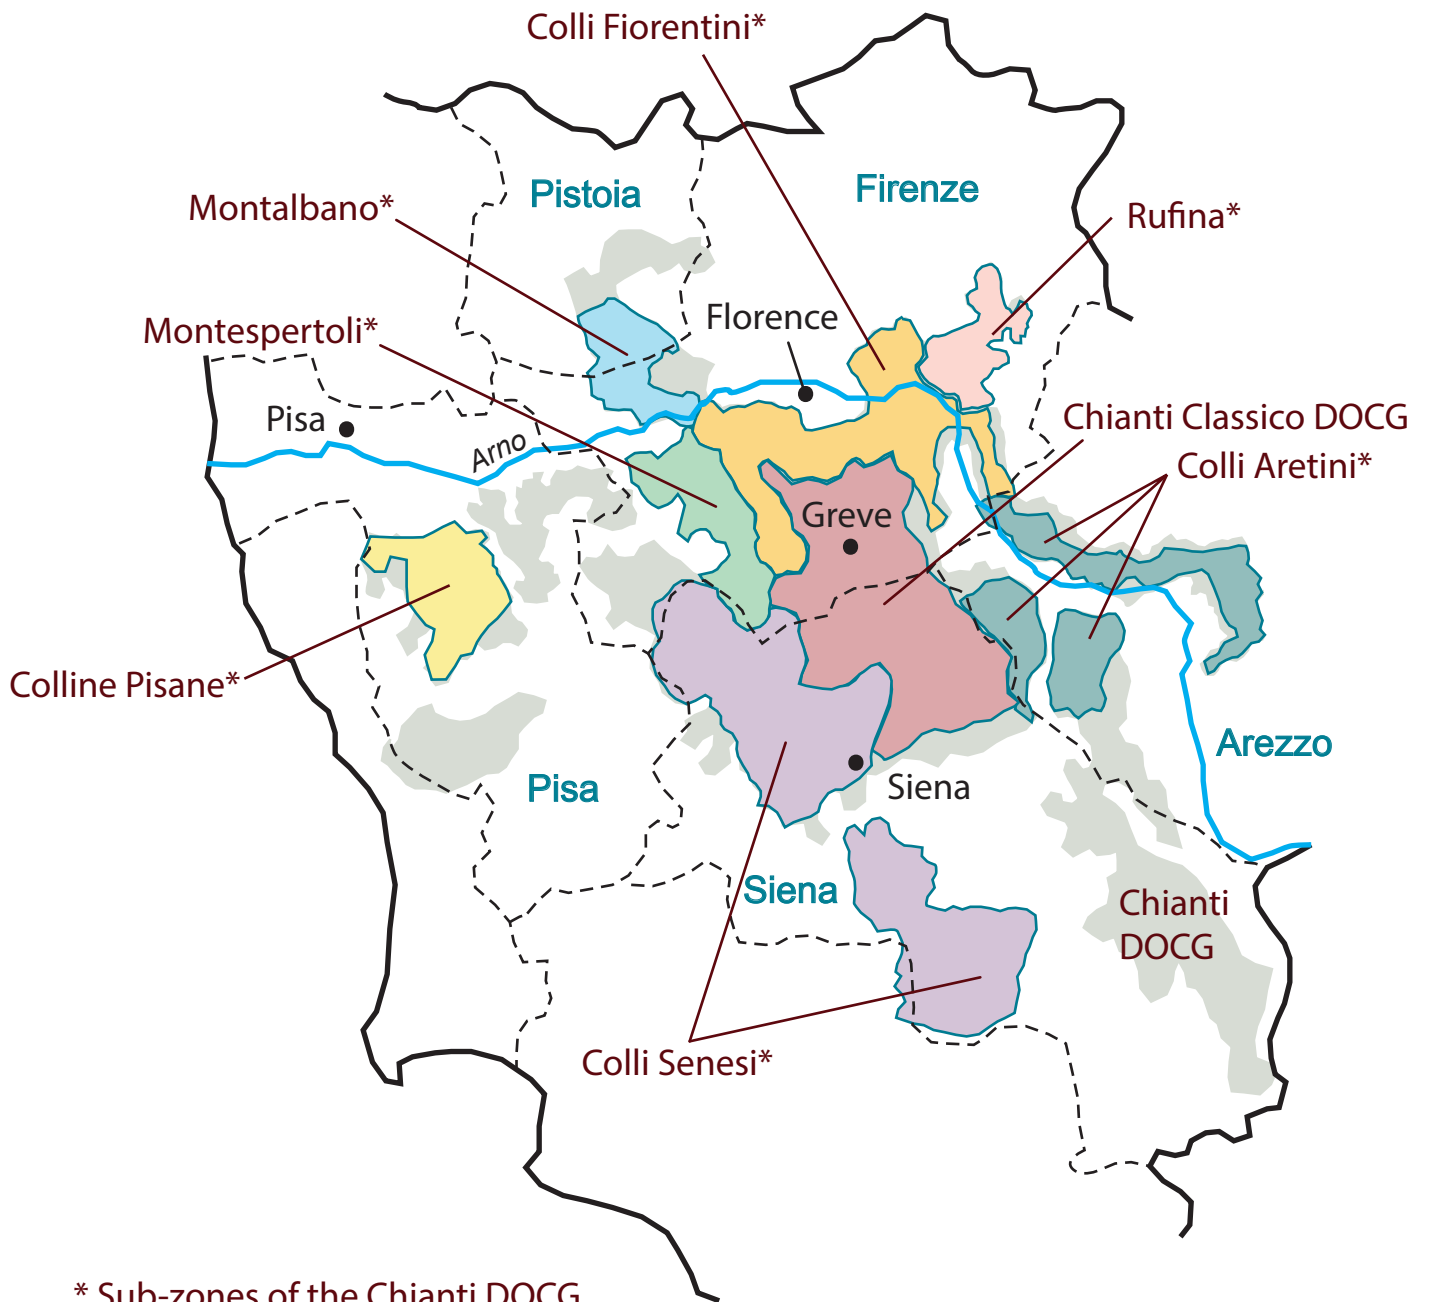 Colli Fiorentini*
Pistoia
Firenze
Montalbano*
Rufina*
Florence
Montespertoli*
Pisa
Arno
Chianti Classico DOCG
Colli Aretini*
Greve
Colline Pisane*
Arezzo
Pisa
Siena
Siena
Chianti
DOCG
Colli Senesi*
* Sub-zones of the Chianti DOCG